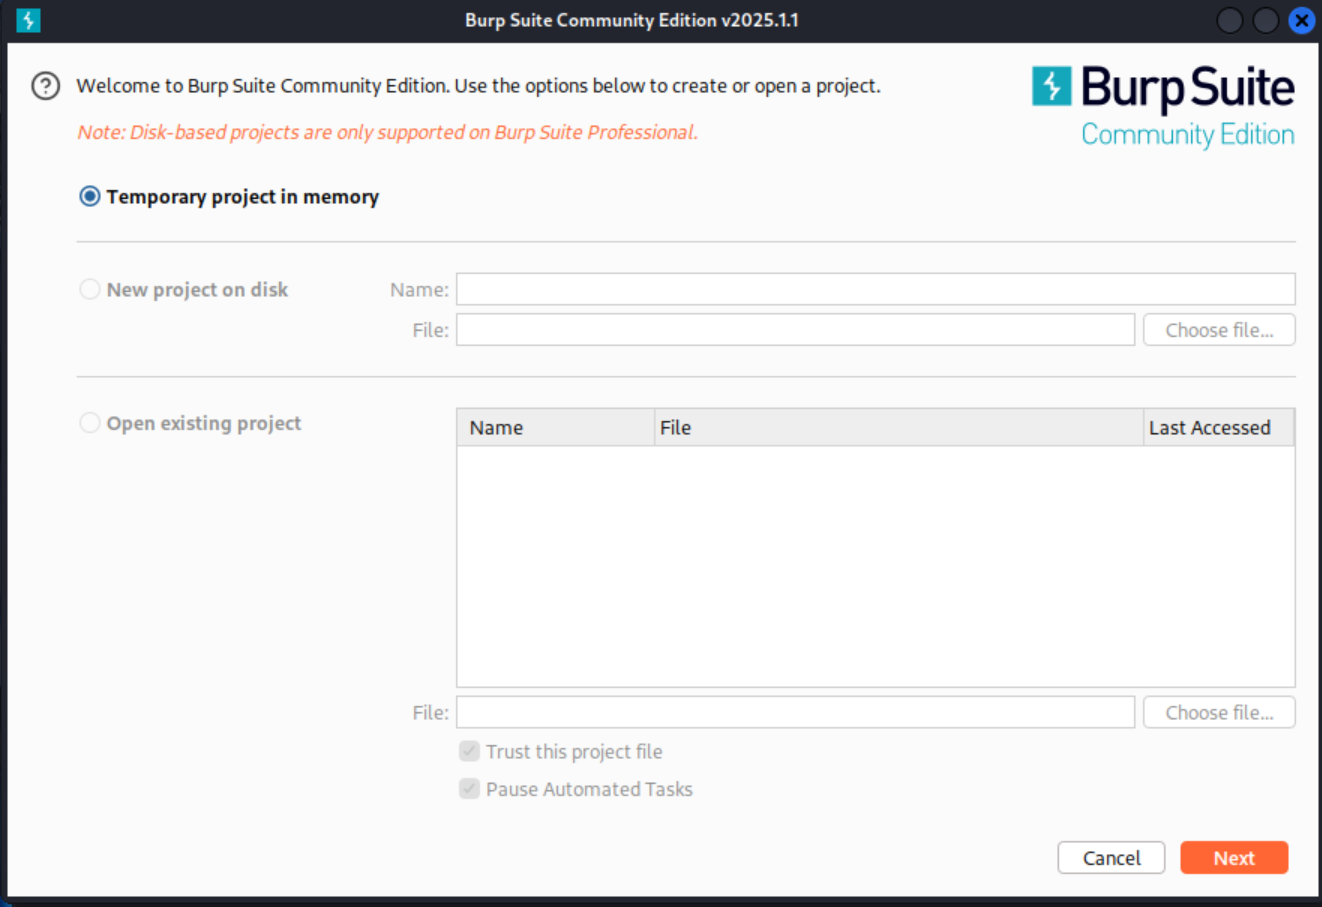 Burp Suite Community Edition v2025.1.1
Welcome to Burp Suite Community Edition. Use the options below to create or open a project.
Note: Disk-based projects are only supported on Burp Suite Professional.
Burp Suite
Community Edition
Temporary project in memory
New project on disk
Name:
File:
Choose file...
Open existing project
Name File Last Accessed
File:
Choose file...
Trust this project file
Pause Automated Tasks
Cancel
Next